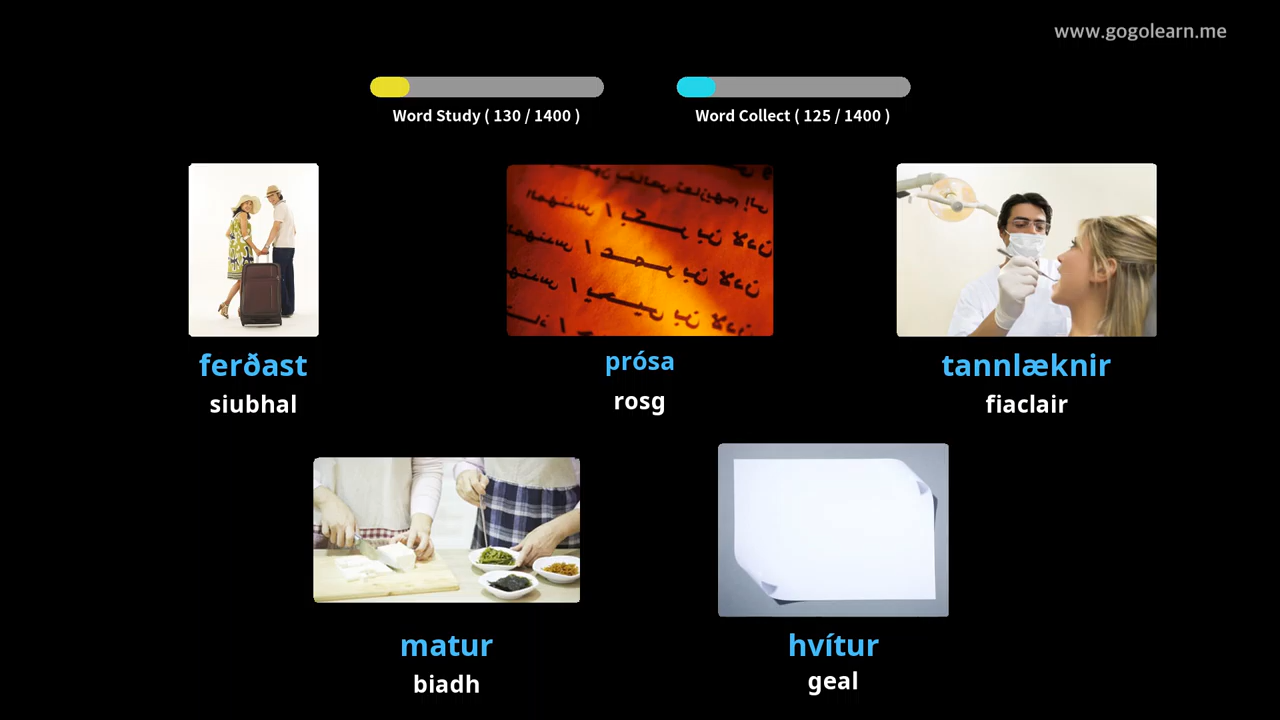 www.gogolearn.me
Word Study ( 130 / 1400 )
Word Collect ( 125 / 1400 )
ferðast
siubhal
prósa
rosg
tannlæknir
fiaclair
matur
biadh
hvítur
geal